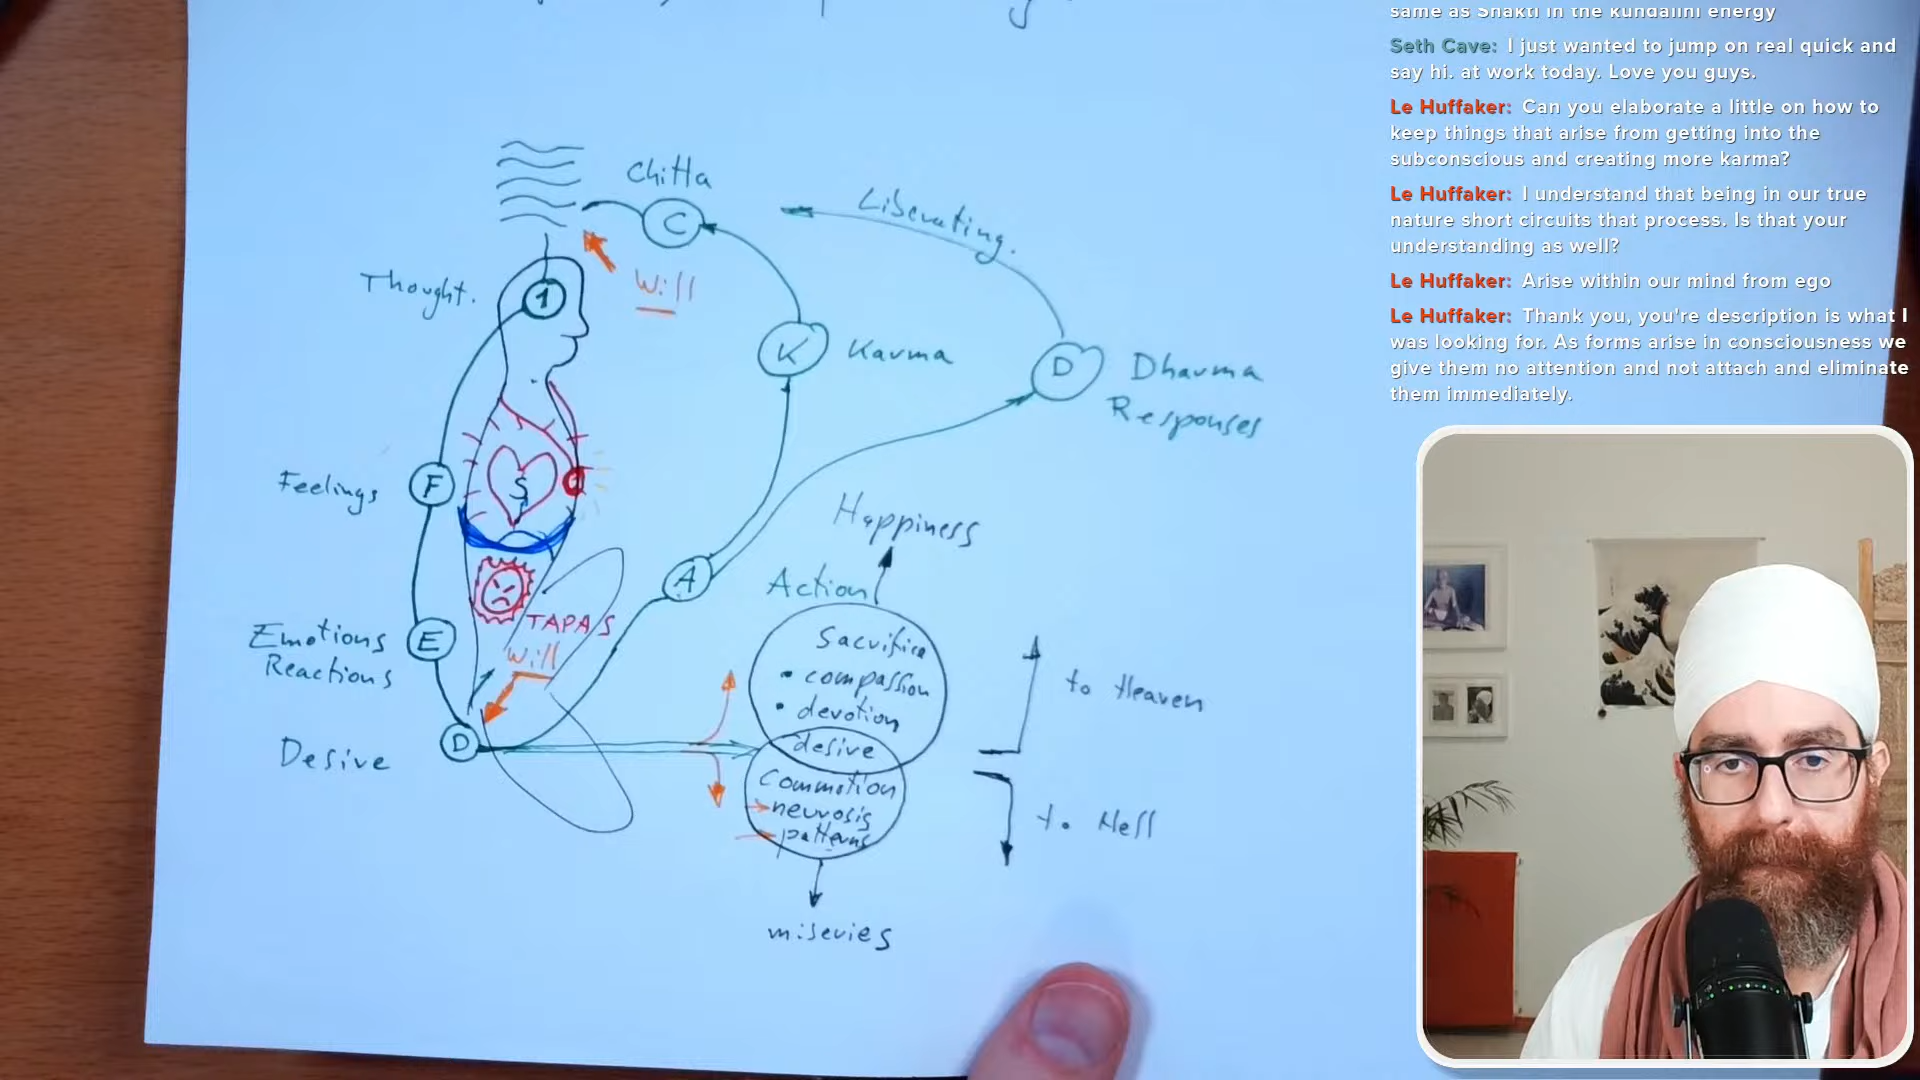 Chitta
C
Liberating.
Thought.
1
Will
K
Karma
D
Dharma
Responses
Feelings
F
S
Happiness
A
Action
TAPAS
Will
Emotions
Reactions
E
Sacrifice
• compassion
• devotion
desire
Commotion
neurosis
patterns
to Heaven
to Hell
Desire
D
miseries
same as Shakti in the kundalini energy
Seth Cave: I just wanted to jump on real quick and
say hi. at work today. Love you guys.
Le Huffaker: Can you elaborate a little on how to
keep things that arise from getting into the
subconscious and creating more karma?
Le Huffaker: I understand that being in our true
nature short circuits that process. Is that your
understanding as well?
Le Huffaker: Arise within our mind from ego
Le Huffaker: Thank you, you're description is what I
was looking for. As forms arise in consciousness we
give them no attention and not attach and eliminate
them immediately.